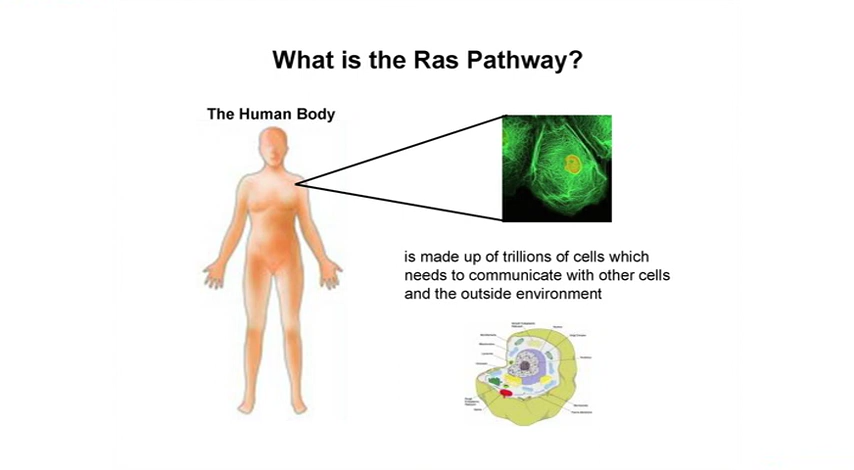 What is the Ras Pathway?
The Human Body
is made up of trillions of cells which
needs to communicate with other cells
and the outside environment